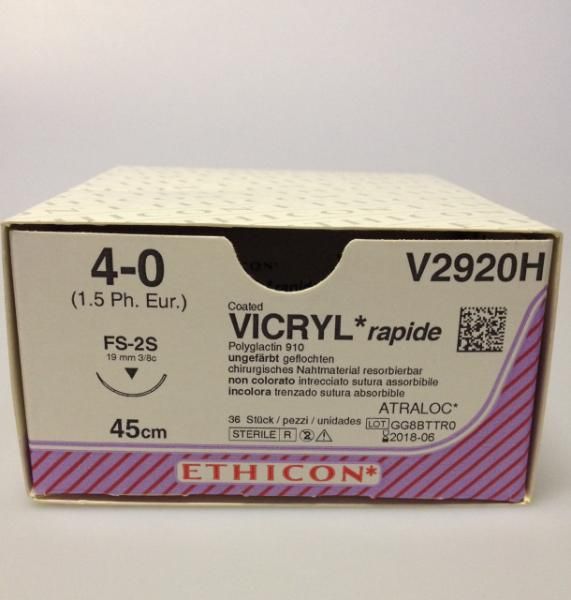 4-0
(1.5 Ph. Eur.)
V2920H
FS-2S
19 mm 3/8c
45cm
Coated
VICRYL* rapide
Polyglactin 910
ungefärbt geflochten
chirurgisches Nahtmaterial resorbierbar
non colorato intrecciato sutura assorbibile
incolora trenzado sutura absorbible
ATRALOC*
36 Stück / pezzi / unidades
LOT GG8BTTR0
STERILE R
2018-06
ETHICON*